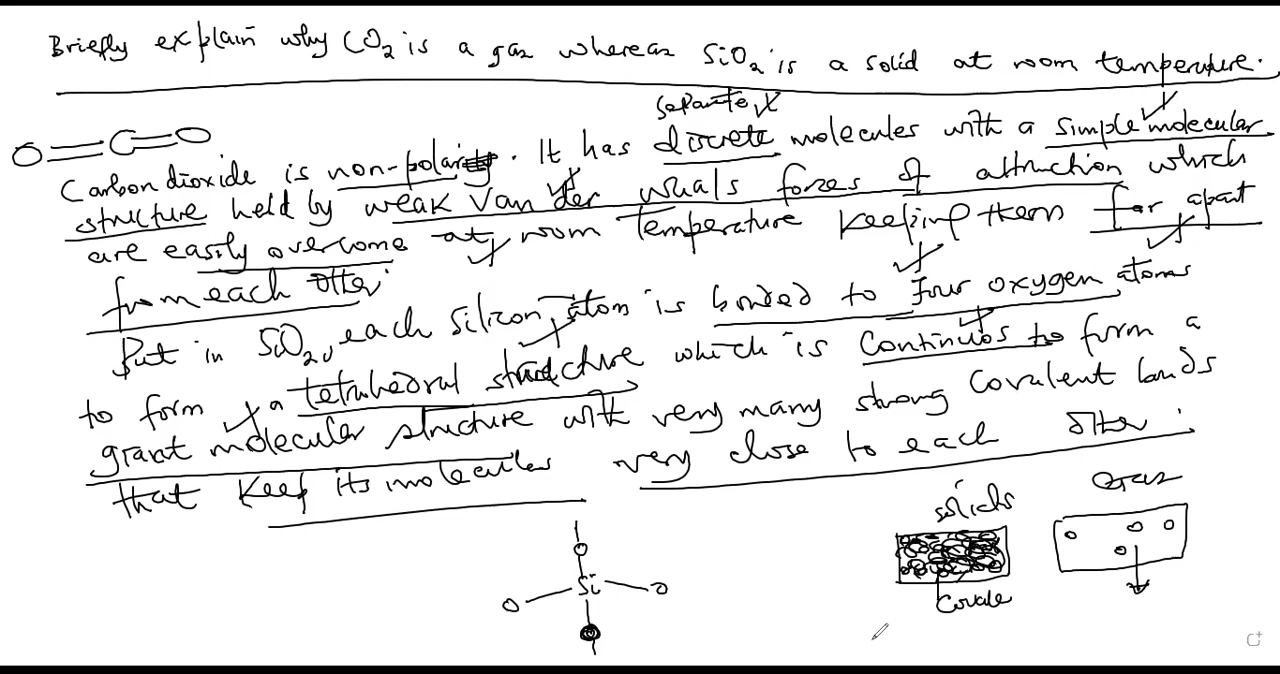 Briefly explain why CO2 is a gas whereas SiO2 is a solid at room temperature.
separate
O=C=O
Carbondioxide is non-polar. It has discrete molecules with a simple molecular
structure held by weak Van der waals forces of attraction which
are easily overcome at room temperature keeping them far apart
from each other.
But in SiO2, each Silicon atom is bonded to four oxygen atoms
to form a tetrahedral structure which is continuos to form a
giant molecular structure with very many strong covalent bonds
that keep its molecules very close to each other.
solids
Gas
O
Si
O
O
O
Covale